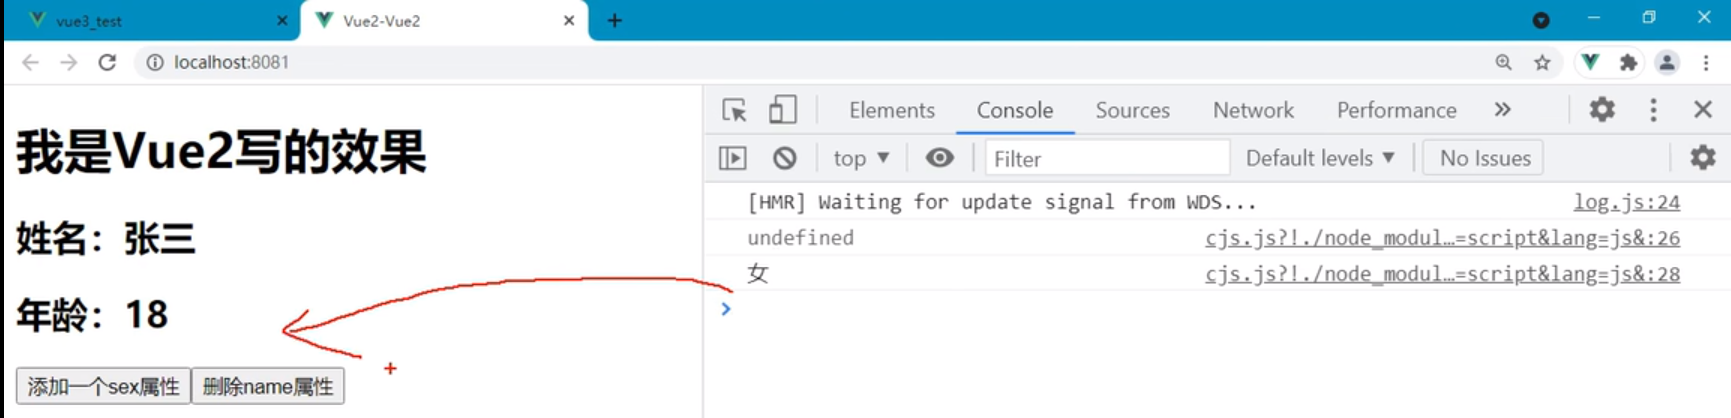 vue3_test
Vue2-Vue2
localhost:8081
我是Vue2写的效果
姓名：张三
年龄：18
添加一个sex属性 删除name属性
Elements Console Sources Network Performance
top Filter Default levels No Issues
[HMR] Waiting for update signal from WDS... log.js:24
undefined cjs.js?!./node_modul…=script&lang=js&:26
女 cjs.js?!./node_modul…=script&lang=js&:28